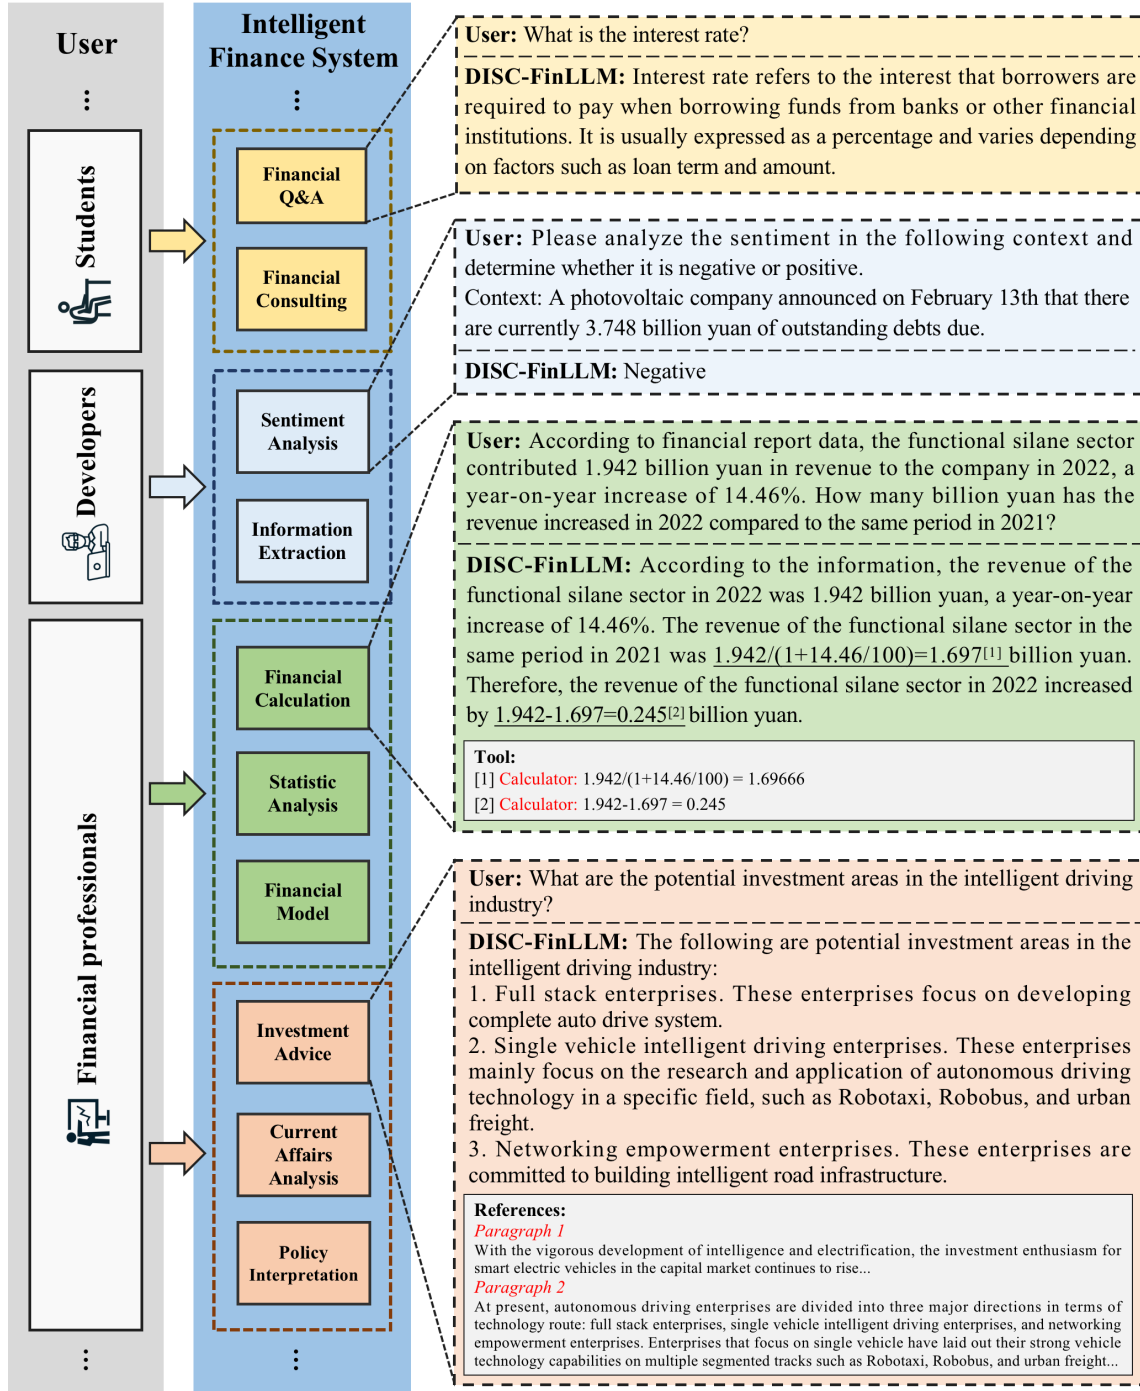 User
⋮
Students
Developers
Financial professionals
⋮
Intelligent
Finance System
⋮
Financial
Q&A
Financial
Consulting
Sentiment
Analysis
Information
Extraction
Financial
Calculation
Statistic
Analysis
Financial
Model
Investment
Advice
Current
Affairs
Analysis
Policy
Interpretation
⋮
User: What is the interest rate?
DISC-FinLLM: Interest rate refers to the interest that borrowers are
required to pay when borrowing funds from banks or other financial
institutions. It is usually expressed as a percentage and varies depending
on factors such as loan term and amount.
User: Please analyze the sentiment in the following context and
determine whether it is negative or positive.
Context: A photovoltaic company announced on February 13th that there
are currently 3.748 billion yuan of outstanding debts due.
DISC-FinLLM: Negative
User: According to financial report data, the functional silane sector
contributed 1.942 billion yuan in revenue to the company in 2022, a
year-on-year increase of 14.46%. How many billion yuan has the
revenue increased in 2022 compared to the same period in 2021?
DISC-FinLLM: According to the information, the revenue of the
functional silane sector in 2022 was 1.942 billion yuan, a year-on-year
increase of 14.46%. The revenue of the functional silane sector in the
same period in 2021 was 1.942/(1+14.46/100)=1.697[1] billion yuan.
Therefore, the revenue of the functional silane sector in 2022 increased
by 1.942-1.697=0.245[2] billion yuan.
Tool:
[1] Calculator: 1.942/(1+14.46/100) = 1.69666
[2] Calculator: 1.942-1.697 = 0.245
User: What are the potential investment areas in the intelligent driving
industry?
DISC-FinLLM: The following are potential investment areas in the
intelligent driving industry:
1. Full stack enterprises. These enterprises focus on developing
complete auto drive system.
2. Single vehicle intelligent driving enterprises. These enterprises
mainly focus on the research and application of autonomous driving
technology in a specific field, such as Robotaxi, Robobus, and urban
freight.
3. Networking empowerment enterprises. These enterprises are
committed to building intelligent road infrastructure.
References:
Paragraph 1
With the vigorous development of intelligence and electrification, the investment enthusiasm for
smart electric vehicles in the capital market continues to rise...
Paragraph 2
At present, autonomous driving enterprises are divided into three major directions in terms of
technology route: full stack enterprises, single vehicle intelligent driving enterprises, and networking
empowerment enterprises. Enterprises that focus on single vehicle have laid out their strong vehicle
technology capabilities on multiple segmented tracks such as Robotaxi, Robobus, and urban freight...